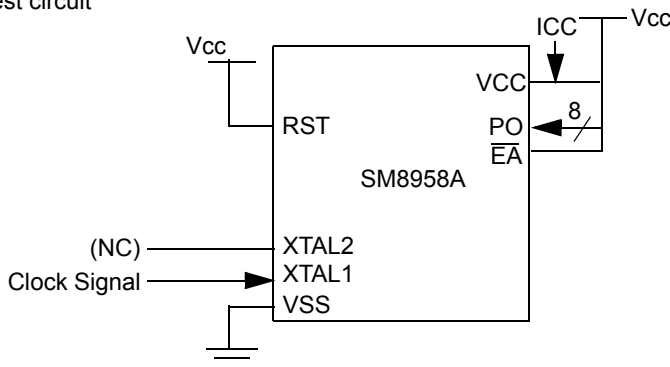 est circuit
Vcc
ICC
Vcc
VCC
RST
8
PO
EA
SM8958A
(NC)
XTAL2
Clock Signal
XTAL1
VSS